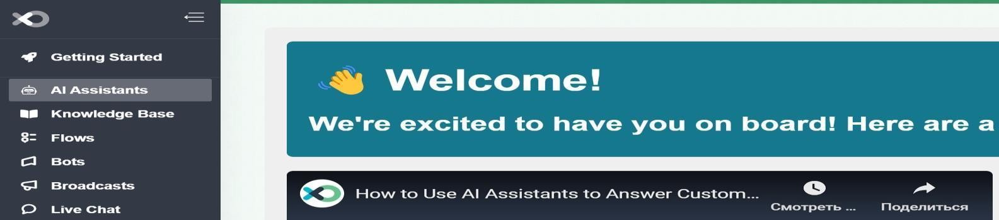 Getting Started
AI Assistants
Knowledge Base
Flows
Bots
Broadcasts
Live Chat
Welcome!
We're excited to have you on board! Here are a
How to Use AI Assistants to Answer Custom...
Смотреть ...
Поделиться